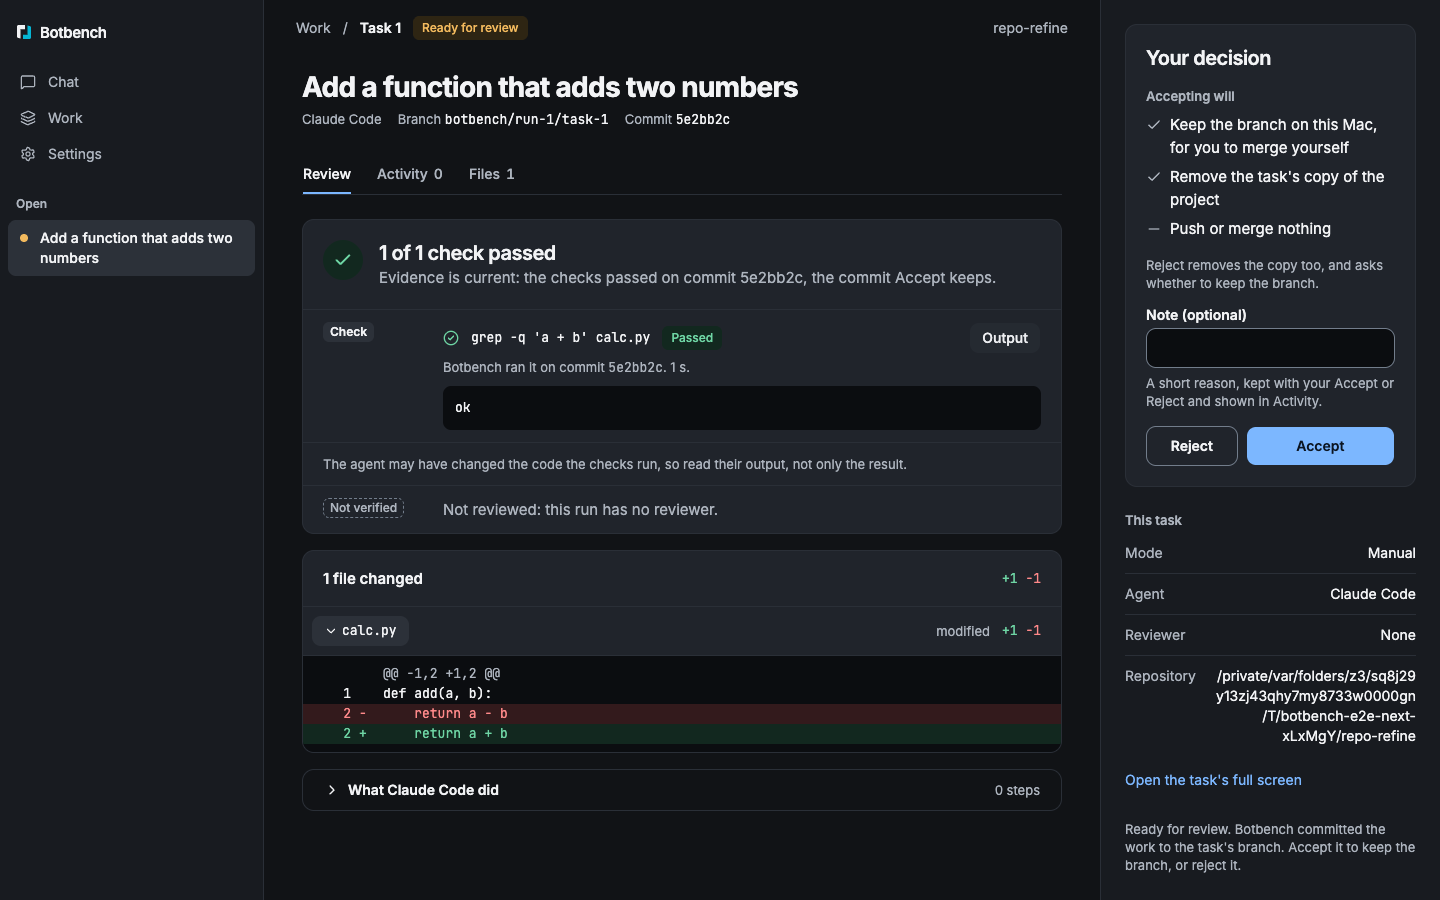 Botbench
Chat
Work
Settings
Open
Add a function that adds two
numbers
Work / Task 1 Ready for review
repo-refine
Add a function that adds two numbers
Claude Code Branch botbench/run-1/task-1 Commit 5e2bb2c
Review Activity 0 Files 1
1 of 1 check passed
Evidence is current: the checks passed on commit 5e2bb2c, the commit Accept keeps.
Check
grep -q 'a + b' calc.py Passed
Output
Botbench ran it on commit 5e2bb2c. 1 s.
ok
The agent may have changed the code the checks run, so read their output, not only the result.
Not verified
Not reviewed: this run has no reviewer.
1 file changed
+1 -1
calc.py
modified +1 -1
@@ -1,2 +1,2 @@
1 def add(a, b):
2 - return a - b
2 + return a + b
What Claude Code did
0 steps
Your decision
Accepting will
Keep the branch on this Mac,
for you to merge yourself
Remove the task's copy of the
project
Push or merge nothing
Reject removes the copy too, and asks
whether to keep the branch.
Note (optional)
A short reason, kept with your Accept or
Reject and shown in Activity.
Reject
Accept
This task
Mode Manual
Agent Claude Code
Reviewer None
Repository /private/var/folders/z3/sq8j29
y13zj43qhy7my8733w0000gn
/T/botbench-e2e-next-
xLxMgY/repo-refine
Open the task's full screen
Ready for review. Botbench committed the
work to the task's branch. Accept it to keep the
branch, or reject it.